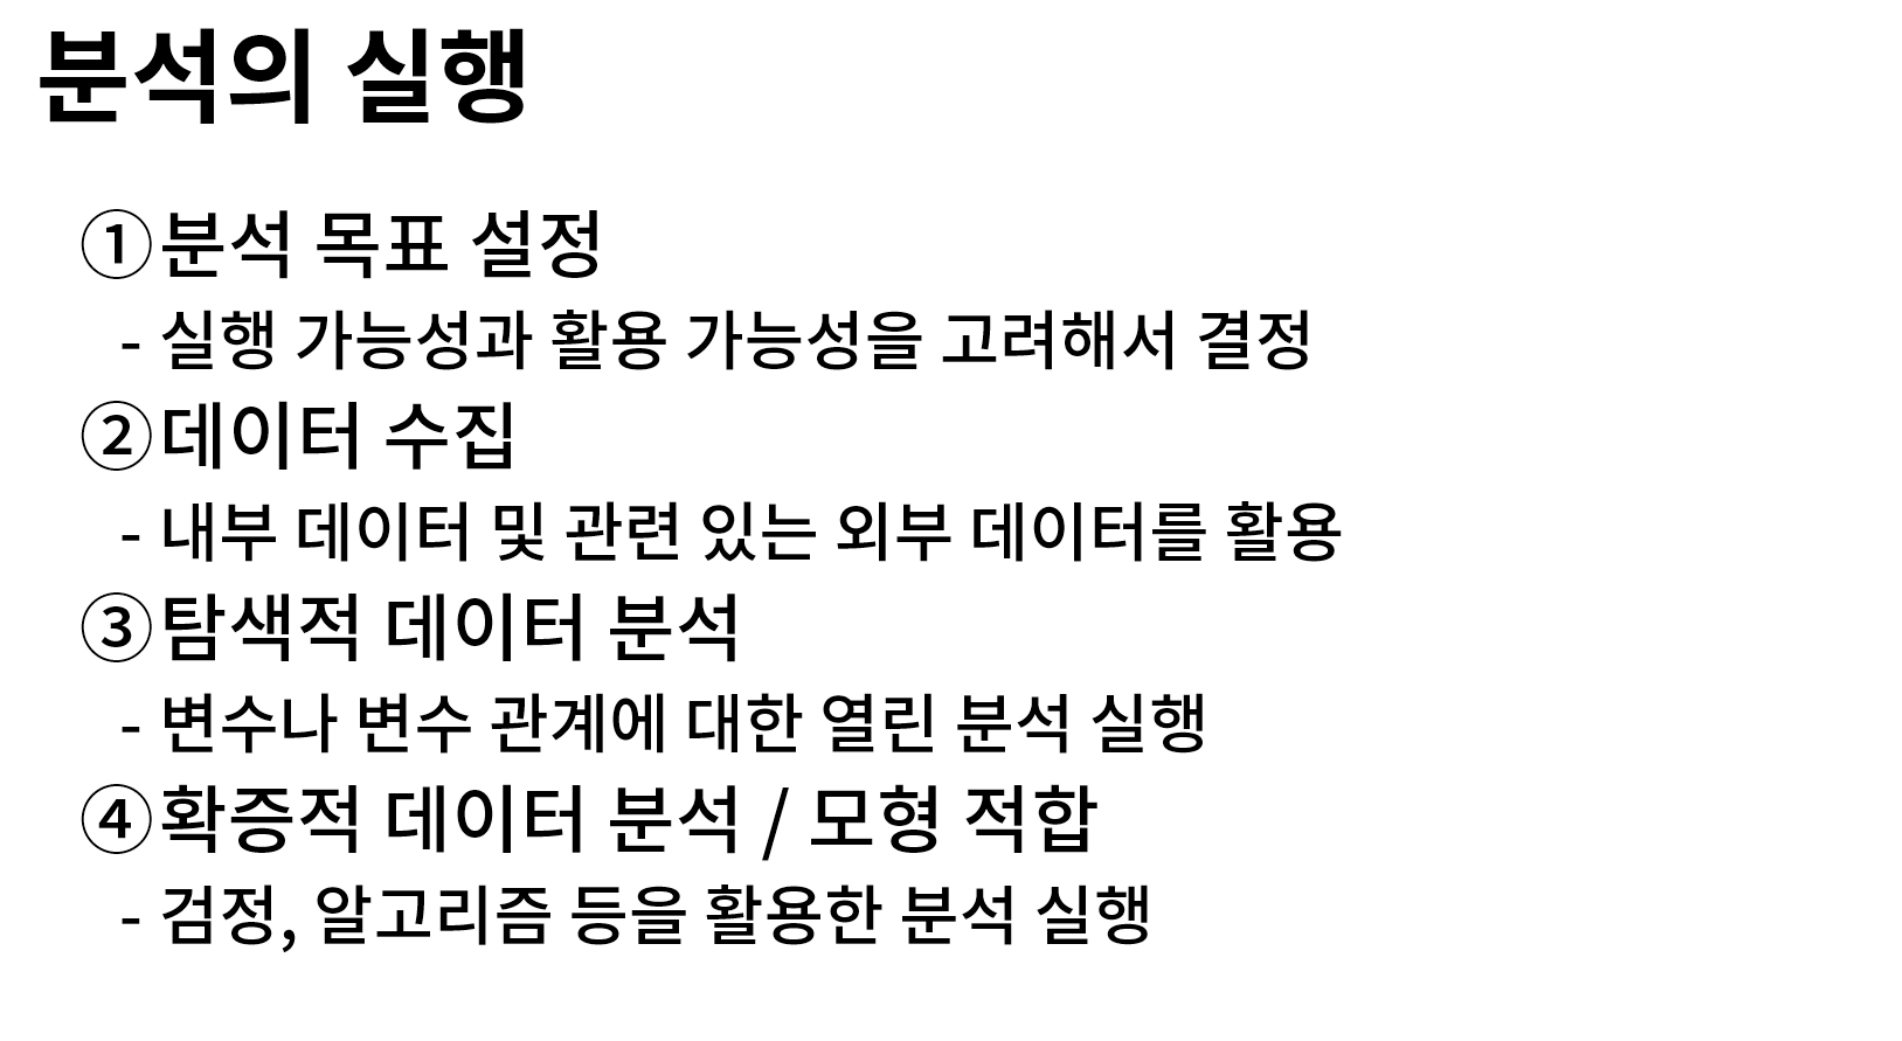 분석의 실행
①분석 목표 설정
- 실행 가능성과 활용 가능성을 고려해서 결정
②데이터 수집
- 내부 데이터 및 관련 있는 외부 데이터를 활용
③탐색적 데이터 분석
- 변수나 변수 관계에 대한 열린 분석 실행
④확증적 데이터 분석 / 모형 적합
- 검정, 알고리즘 등을 활용한 분석 실행